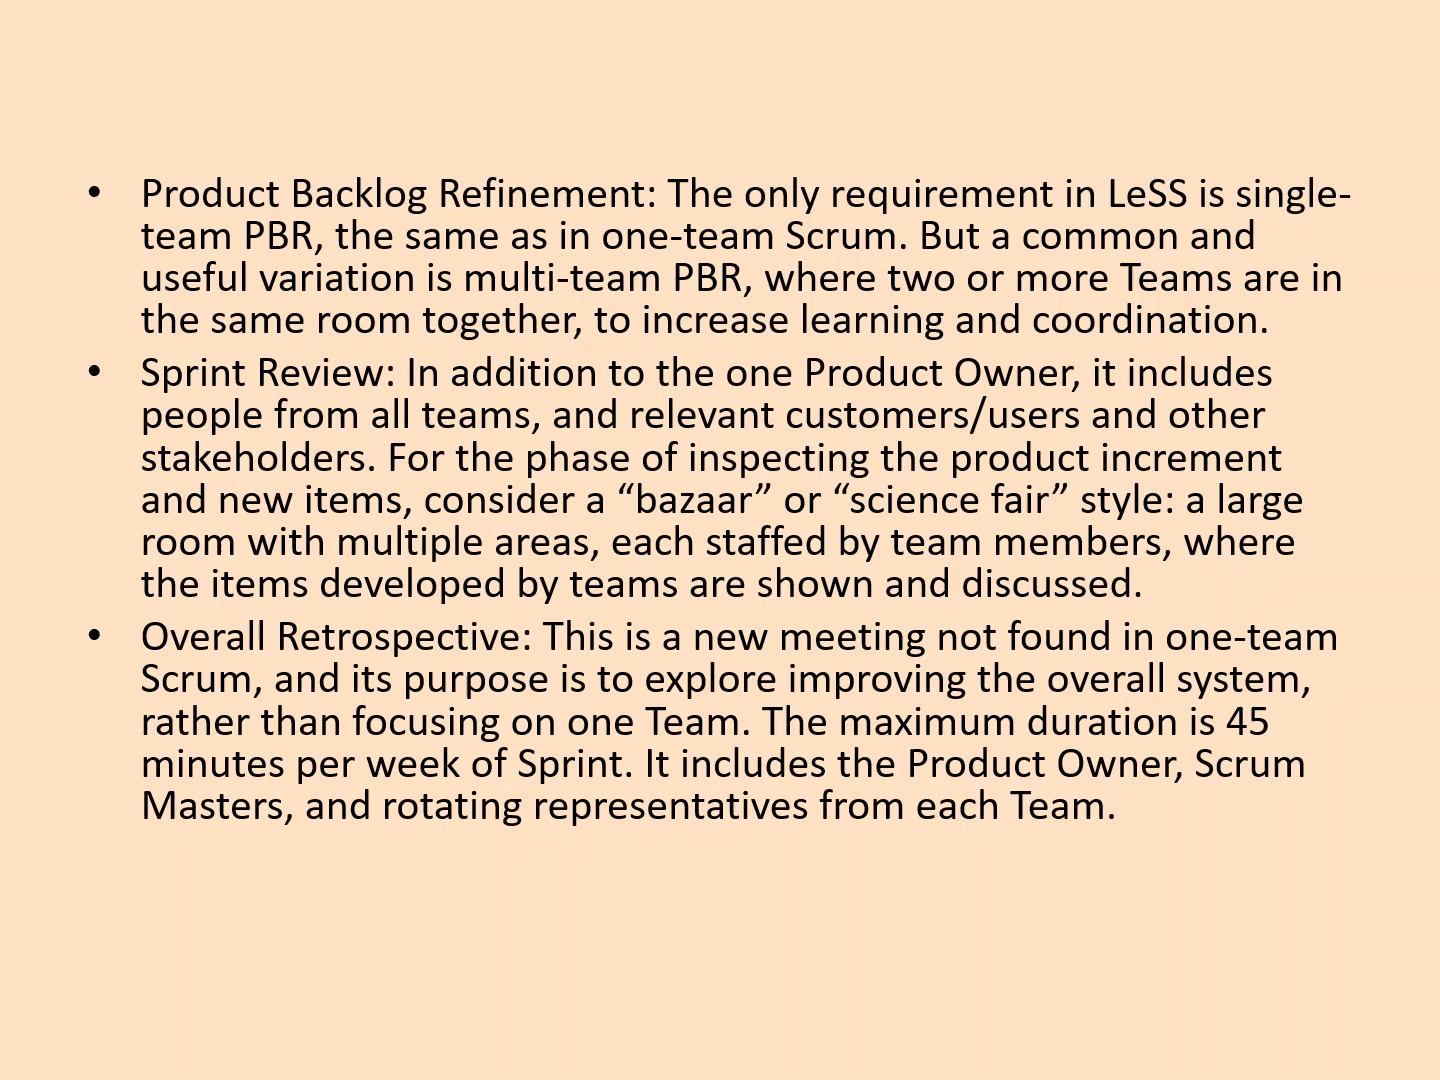 • Product Backlog Refinement: The only requirement in LeSS is single-
team PBR, the same as in one-team Scrum. But a common and
useful variation is multi-team PBR, where two or more Teams are in
the same room together, to increase learning and coordination.
• Sprint Review: In addition to the one Product Owner, it includes
people from all teams, and relevant customers/users and other
stakeholders. For the phase of inspecting the product increment
and new items, consider a “bazaar” or “science fair” style: a large
room with multiple areas, each staffed by team members, where
the items developed by teams are shown and discussed.
• Overall Retrospective: This is a new meeting not found in one-team
Scrum, and its purpose is to explore improving the overall system,
rather than focusing on one Team. The maximum duration is 45
minutes per week of Sprint. It includes the Product Owner, Scrum
Masters, and rotating representatives from each Team.